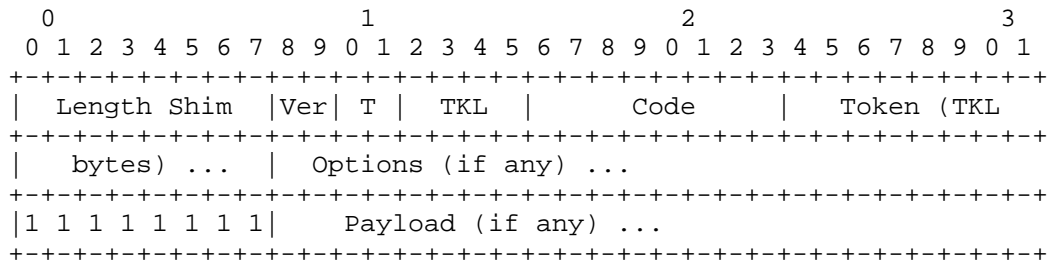 0                   1                   2                   3
 0 1 2 3 4 5 6 7 8 9 0 1 2 3 4 5 6 7 8 9 0 1 2 3 4 5 6 7 8 9 0 1
+-+-+-+-+-+-+-+-+-+-+-+-+-+-+-+-+-+-+-+-+-+-+-+-+-+-+-+-+-+-+-+-+
|  Length Shim  |Ver| T |  TKL  |      Code     |   Token (TKL
+-+-+-+-+-+-+-+-+-+-+-+-+-+-+-+-+-+-+-+-+-+-+-+-+-+-+-+-+-+-+-+-+
|   bytes) ...  |  Options (if any) ...
+-+-+-+-+-+-+-+-+-+-+-+-+-+-+-+-+-+-+-+-+-+-+-+-+-+-+-+-+-+-+-+-+
|1 1 1 1 1 1 1 1|    Payload (if any) ...
+-+-+-+-+-+-+-+-+-+-+-+-+-+-+-+-+-+-+-+-+-+-+-+-+-+-+-+-+-+-+-+-+